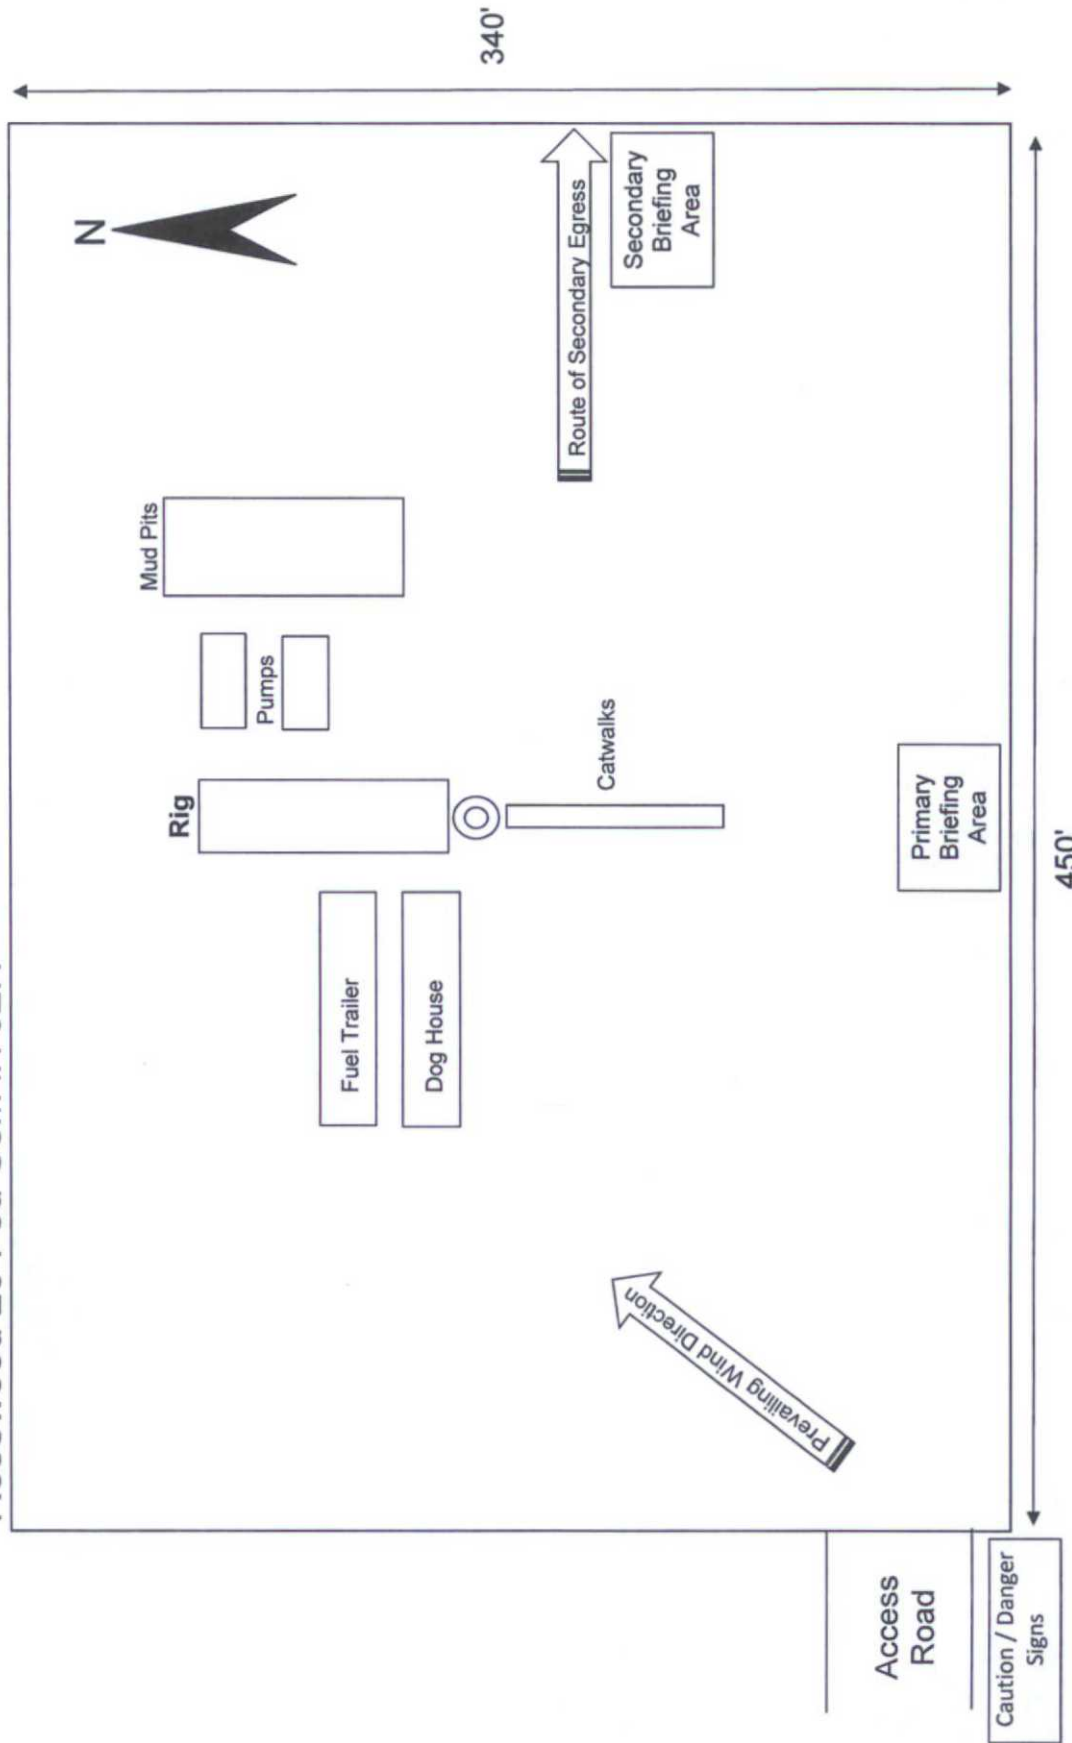 N
340'
Mud Pits
Rig
Pumps
Fuel Trailer
Dog House
Catwalks
Route of Secondary Egress
Secondary
Briefing
Area
Prevailing Wind Direction
Primary
Briefing
Area
Access
Road
Caution / Danger
Signs
450'